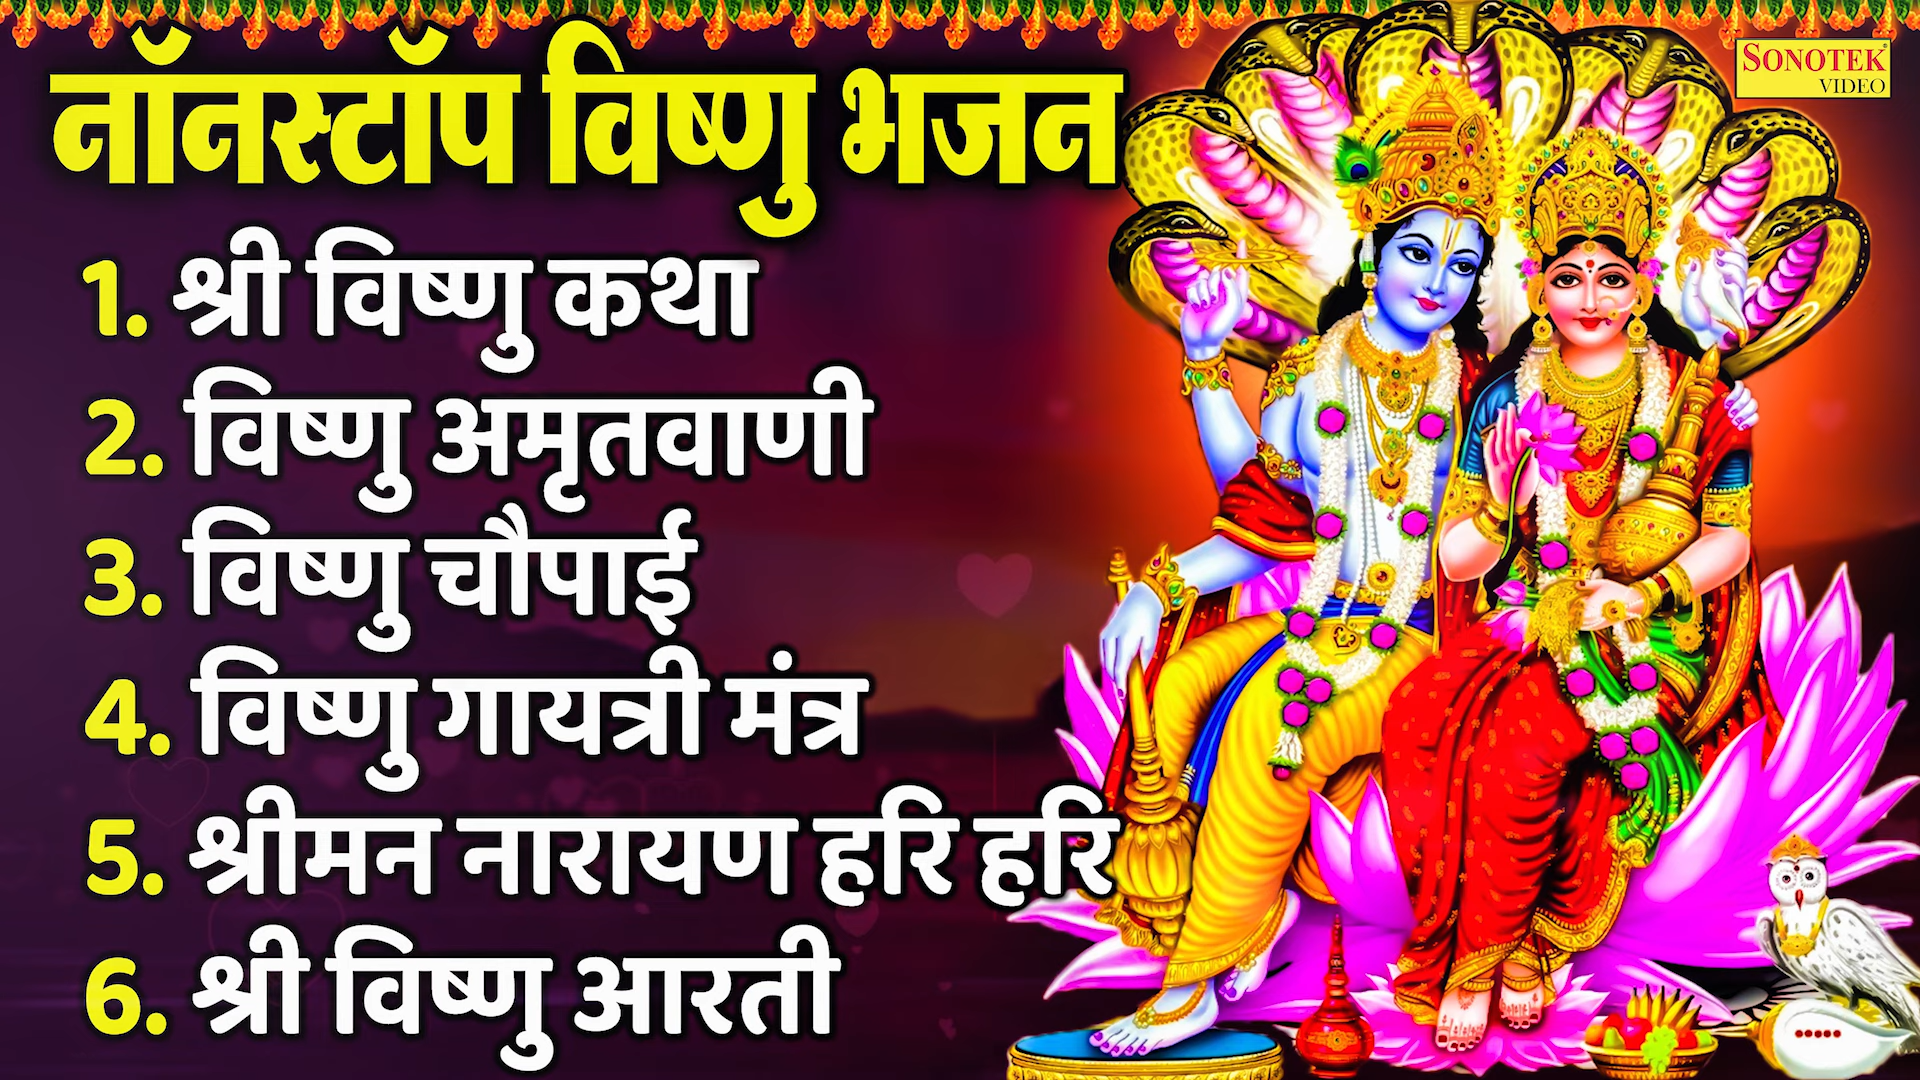 नॉनस्टॉप विष्णु भजन
SONOTEK
VIDEO
1. श्री विष्णु कथा
2. विष्णु अमृतवाणी
3. विष्णु चौपाई
4. विष्णु गायत्री मंत्र
5. श्रीमन नारायण हरि हरि
6. श्री विष्णु आरती